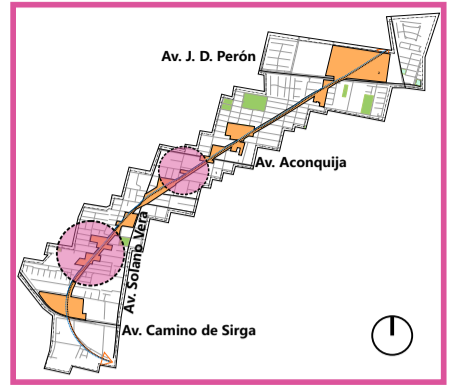 Av. J. D. Perón
Av. Aconquija
Av. Solano Vera
Av. Camino de Sirga